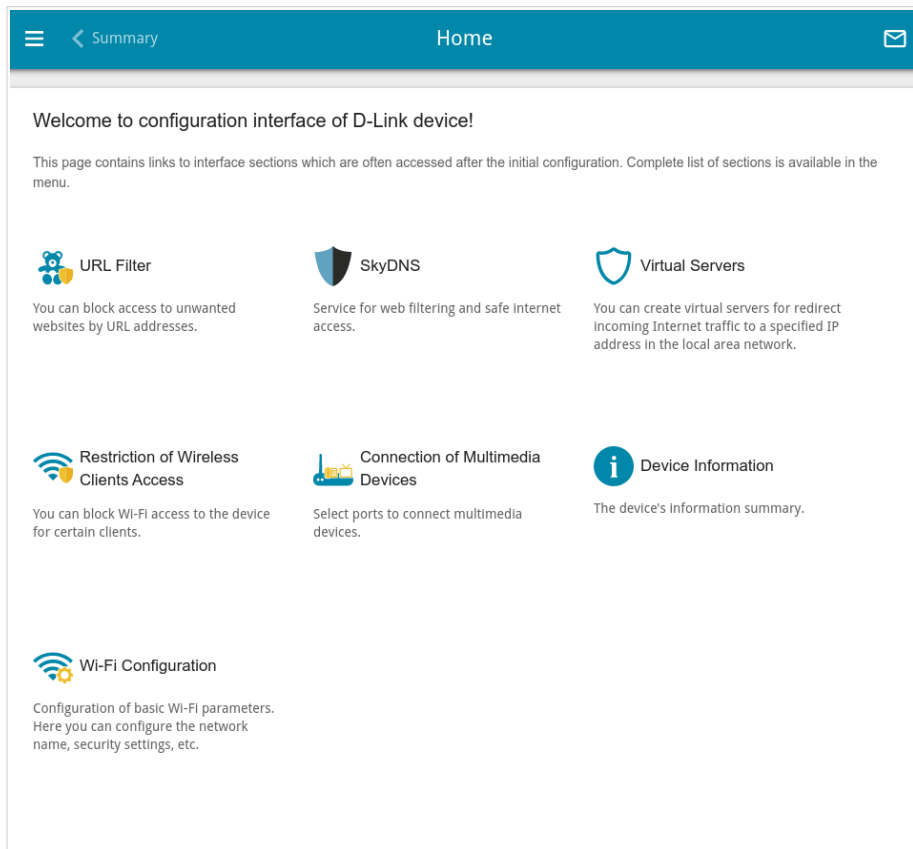 Summary
Home
Welcome to configuration interface of D-Link device!
This page contains links to interface sections which are often accessed after the initial configuration. Complete list of sections is available in the
menu.
URL Filter
You can block access to unwanted
websites by URL addresses.
SkyDNS
Service for web filtering and safe internet
access.
Virtual Servers
You can create virtual servers for redirect
incoming Internet traffic to a specified IP
address in the local area network.
Restriction of Wireless
Clients Access
You can block Wi-Fi access to the device
for certain clients.
Connection of Multimedia
Devices
Select ports to connect multimedia
devices.
Device Information
The device's information summary.
Wi-Fi Configuration
Configuration of basic Wi-Fi parameters.
Here you can configure the network
name, security settings, etc.